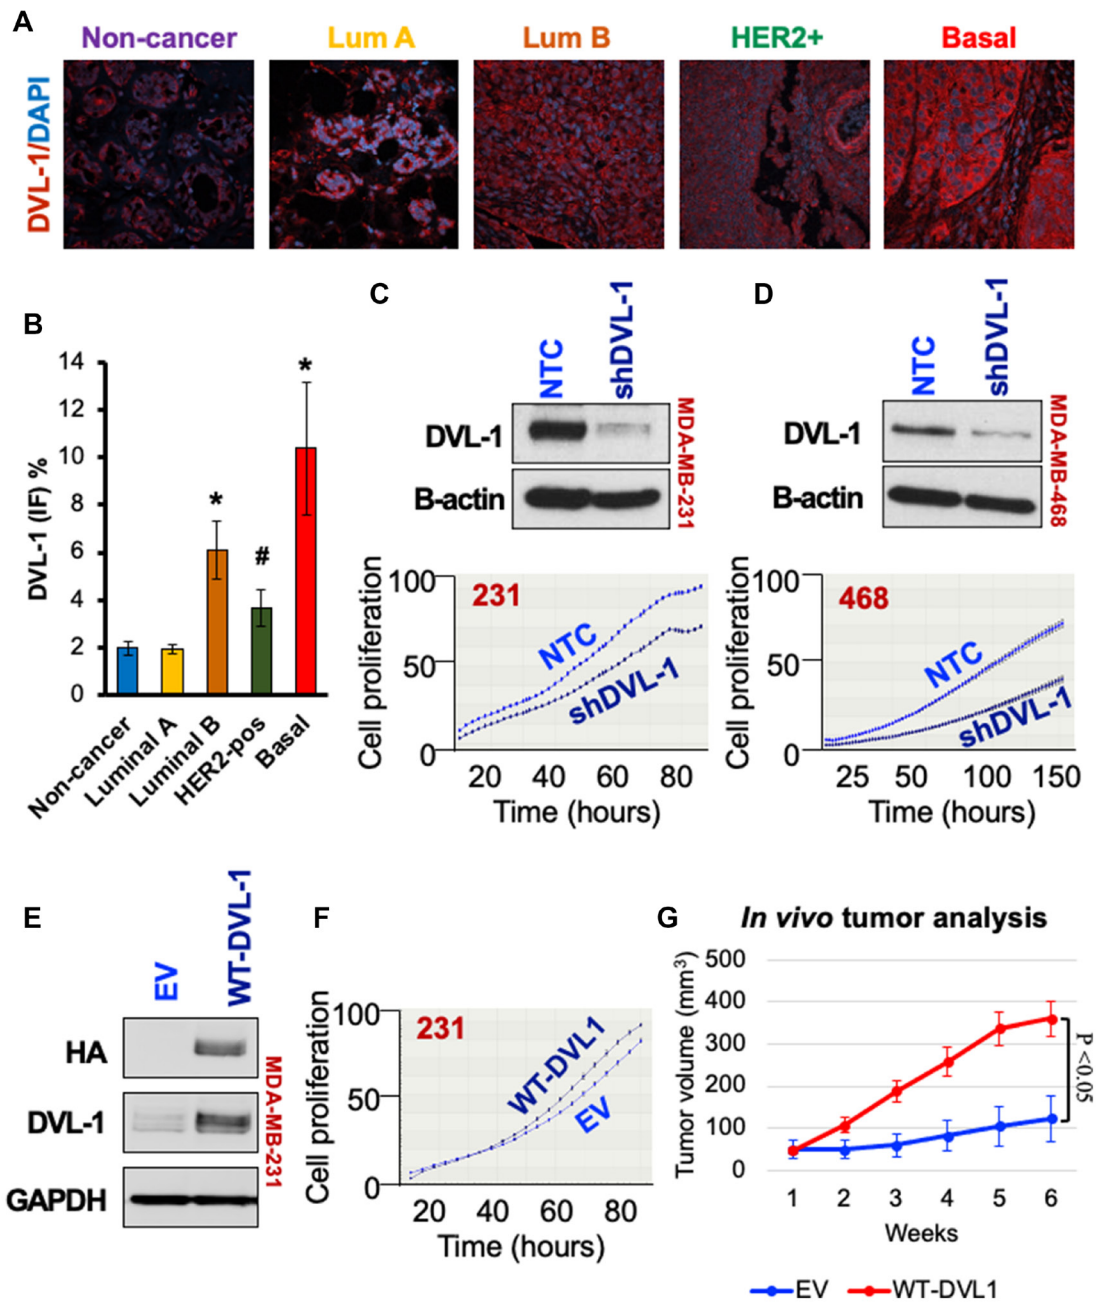 A
Non-cancer Lum A Lum B HER2+ Basal
DVL-1/DAPI
B
DVL-1 (IF) %
14
12
10
8
6
4
2
0
* # *
Non-cancer Luminal A Luminal B HER2-pos Basal
C
NTC shDVL-1
DVL-1
B-actin
MDA-MB-231
Cell proliferation
100
50
0
231
NTC
shDVL-1
20 40 60 80
Time (hours)
D
NTC shDVL-1
DVL-1
B-actin
MDA-MB-468
Cell proliferation
100
50
0
468
NTC
shDVL-1
25 50 100 150
Time (hours)
E
EV WT-DVL-1
HA
DVL-1
GAPDH
MDA-MB-231
F
Cell proliferation
100
50
0
231
WT-DVL1
EV
20 40 60 80
Time (hours)
G
In vivo tumor analysis
Tumor volume (mm3)
500
400
300
200
100
0
P <0.05
1 2 3 4 5 6
Weeks
EV WT-DVL1